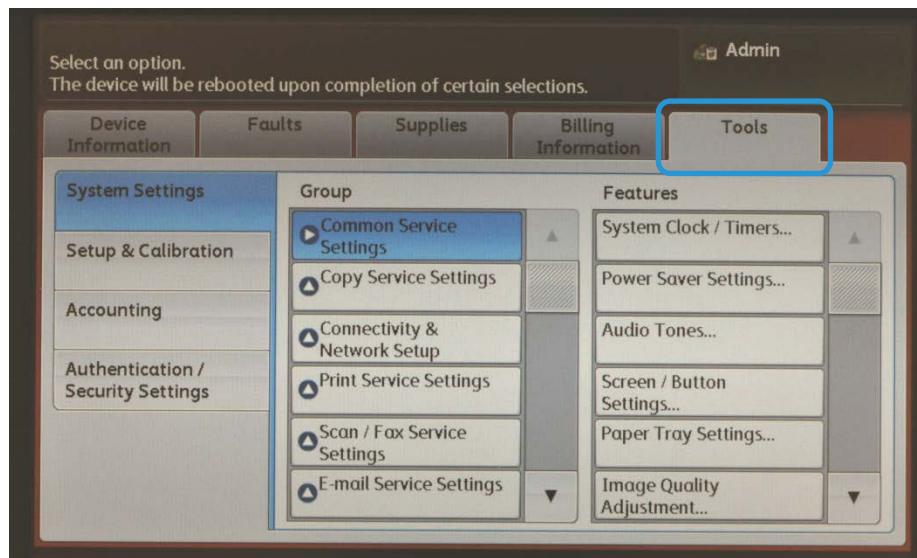 Select an option.
The device will be rebooted upon completion of certain selections.
Admin
Device
Information
Faults
Supplies
Billing
Information
Tools
System Settings
Setup & Calibration
Accounting
Authentication /
Security Settings
Group
Common Service
Settings
Copy Service Settings
Connectivity &
Network Setup
Print Service Settings
Scan / Fax Service
Settings
E-mail Service Settings
Features
System Clock / Timers...
Power Saver Settings...
Audio Tones...
Screen / Button
Settings...
Paper Tray Settings...
Image Quality
Adjustment...